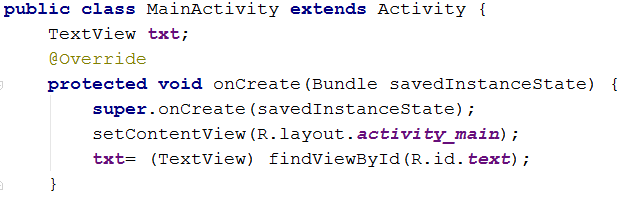 public class MainActivity extends Activity {
    TextView txt;
    @Override
    protected void onCreate(Bundle savedInstanceState) {
        super.onCreate(savedInstanceState);
        setContentView(R.layout.activity_main);
        txt= (TextView) findViewById(R.id.text);
    }